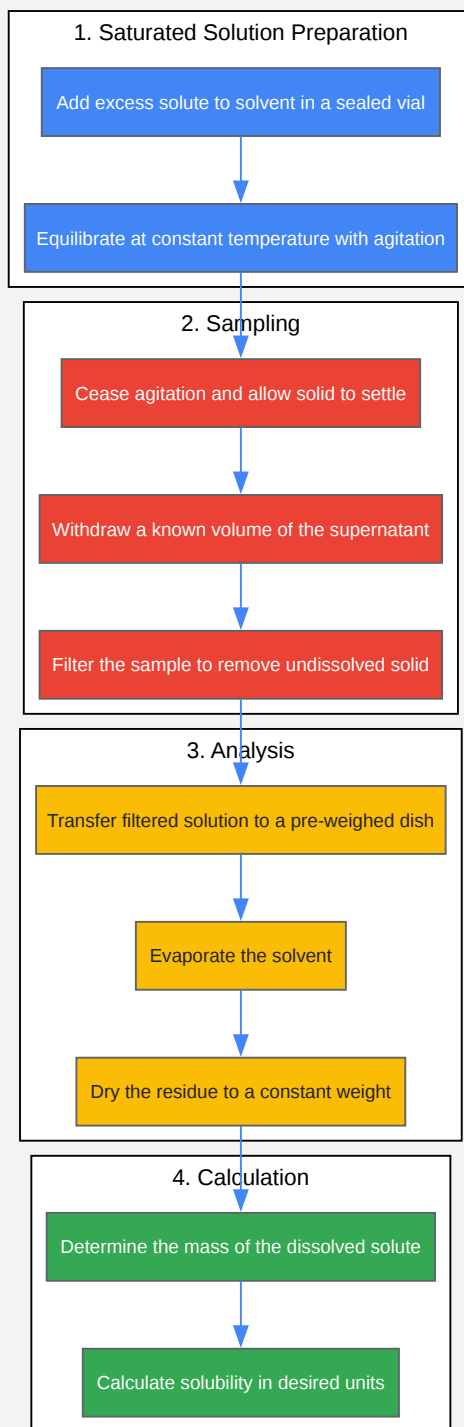 1. Saturated Solution Preparation
Add excess solute to solvent in a sealed vial
Equilibrate at constant temperature with agitation
2. Sampling
Cease agitation and allow solid to settle
Withdraw a known volume of the supernatant
Filter the sample to remove undissolved solid
3. Analysis
Transfer filtered solution to a pre-weighed dish
Evaporate the solvent
Dry the residue to a constant weight
4. Calculation
Determine the mass of the dissolved solute
Calculate solubility in desired units